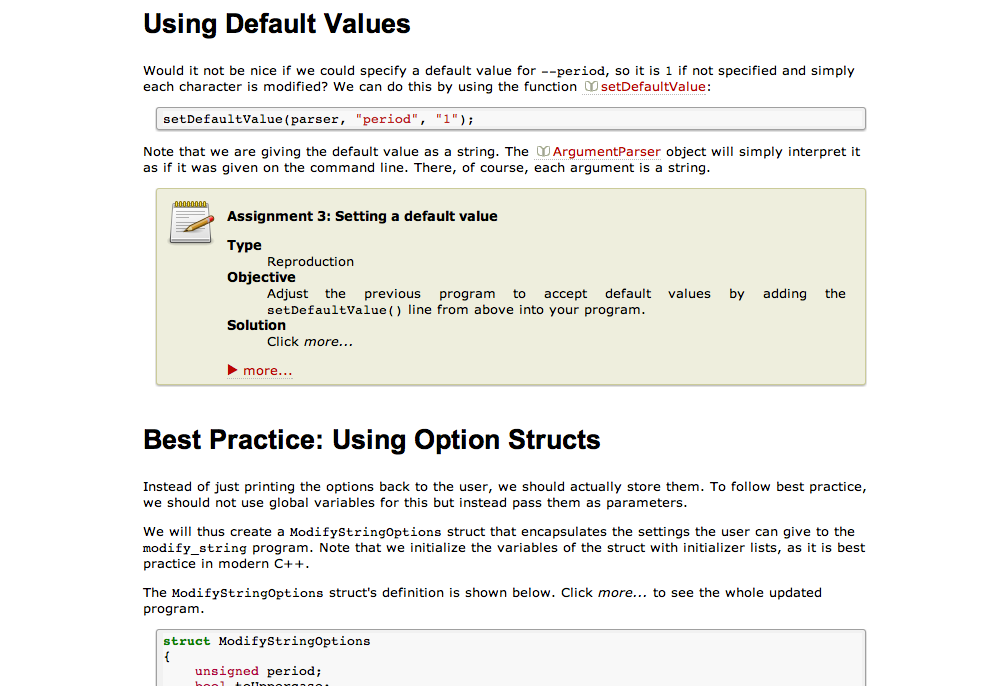 Using Default Values
Would it not be nice if we could specify a default value for --period, so it is 1 if not specified and simply
each character is modified? We can do this by using the function setDefaultValue:
setDefaultValue(parser, "period", "1");
Note that we are giving the default value as a string. The ArgumentParser object will simply interpret it
as if it was given on the command line. There, of course, each argument is a string.
Assignment 3: Setting a default value
Type
Reproduction
Objective
Adjust the previous program to accept default values by adding the
setDefaultValue() line from above into your program.
Solution
Click more...
more...
Best Practice: Using Option Structs
Instead of just printing the options back to the user, we should actually store them. To follow best practice,
we should not use global variables for this but instead pass them as parameters.
We will thus create a ModifyStringOptions struct that encapsulates the settings the user can give to the
modify_string program. Note that we initialize the variables of the struct with initializer lists, as it is best
practice in modern C++.
The ModifyStringOptions struct's definition is shown below. Click more... to see the whole updated
program.
struct ModifyStringOptions
{
unsigned period;
bool toUppercase;